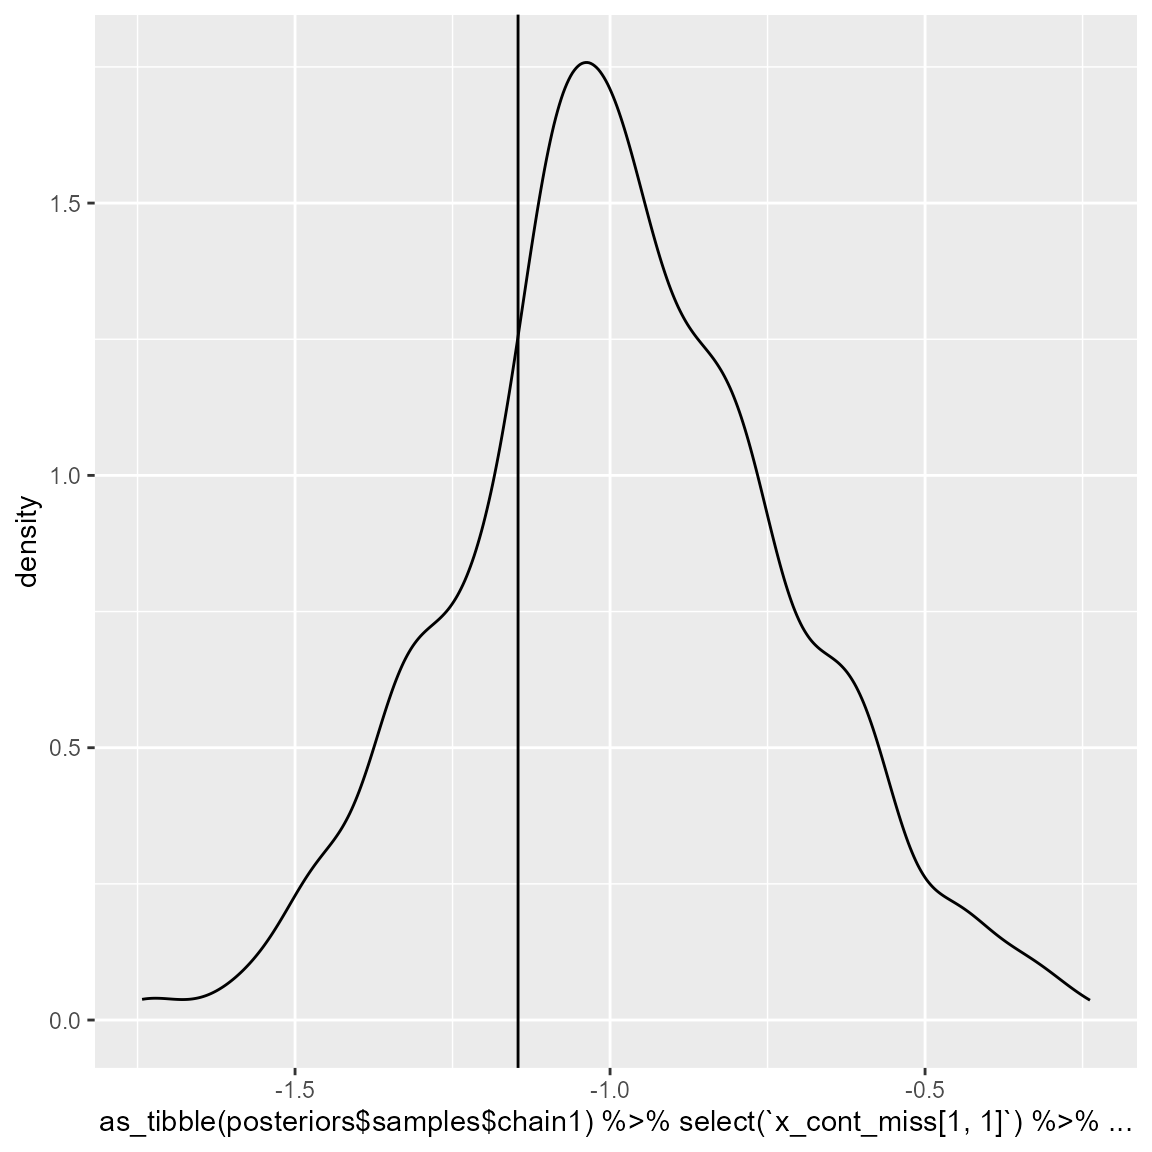 1.5
1.0
0.5
0.0
density
-1.5 -1.0 -0.5
as_tibble(posteriors$samples$chain1) %>% select(`x_cont_miss[1, 1]`) %>% ...